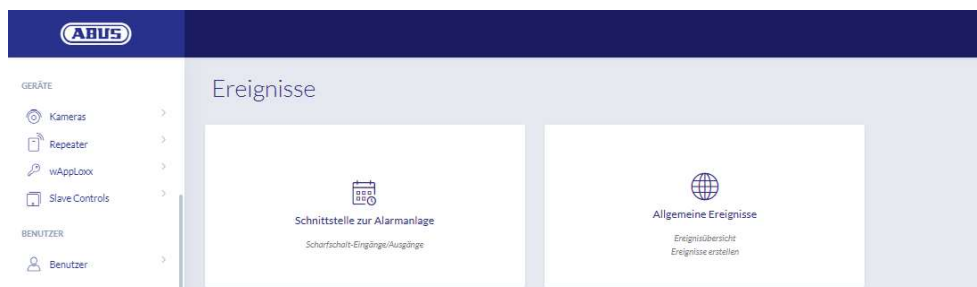 ABUS
GERÄTE
Kameras
Repeater
wAppLoxx
Slave Controls
BENUTZER
Benutzer
Ereignisse
Schnittstelle zur Alarmanlage
Scharfschalt-Eingänge/Ausgänge
Allgemeine Ereignisse
Ereignisübersicht
Ereignisse erstellen